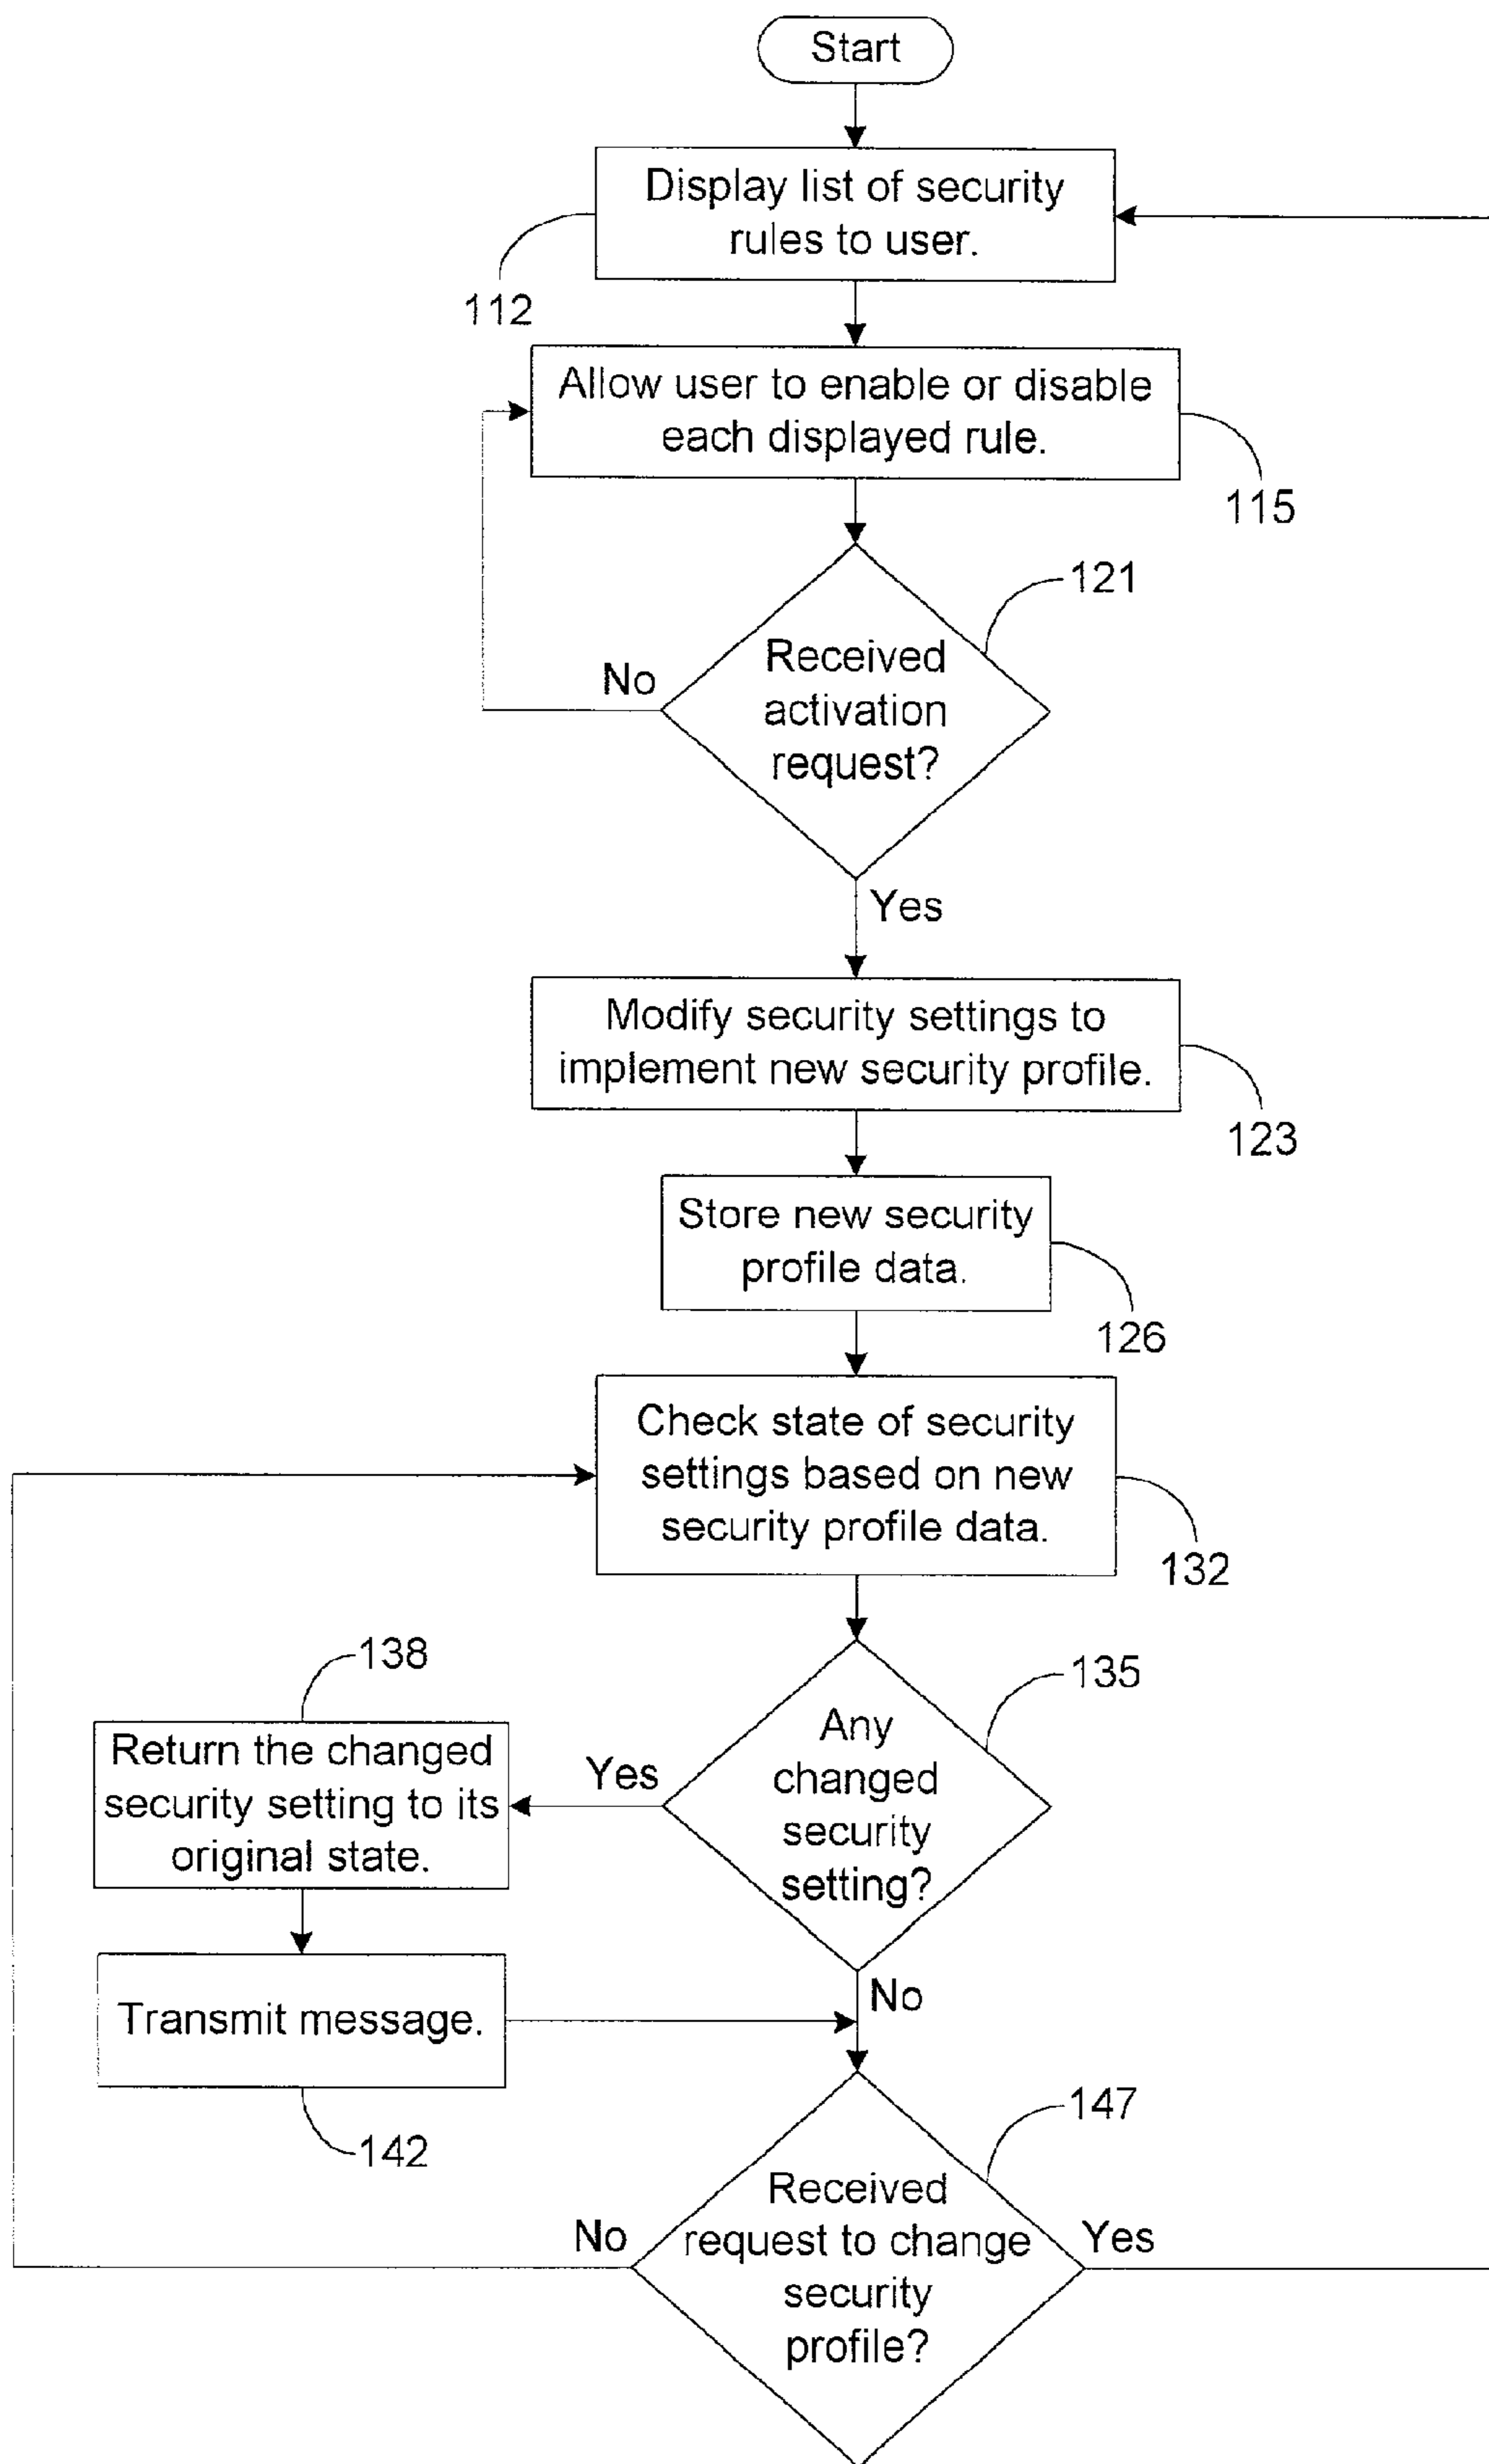 Start
Display list of security
rules to user.
112
Allow user to enable or disable
each displayed rule.
115
121
Received
activation
request?
No
Yes
Modify security settings to
implement new security profile.
123
Store new security
profile data.
126
Check state of security
settings based on new
security profile data.
132
138
135
Return the changed
security setting to its
original state.
Yes
Any
changed
security
setting?
No
Transmit message.
142
147
Received
request to change
security
profile?
No
Yes